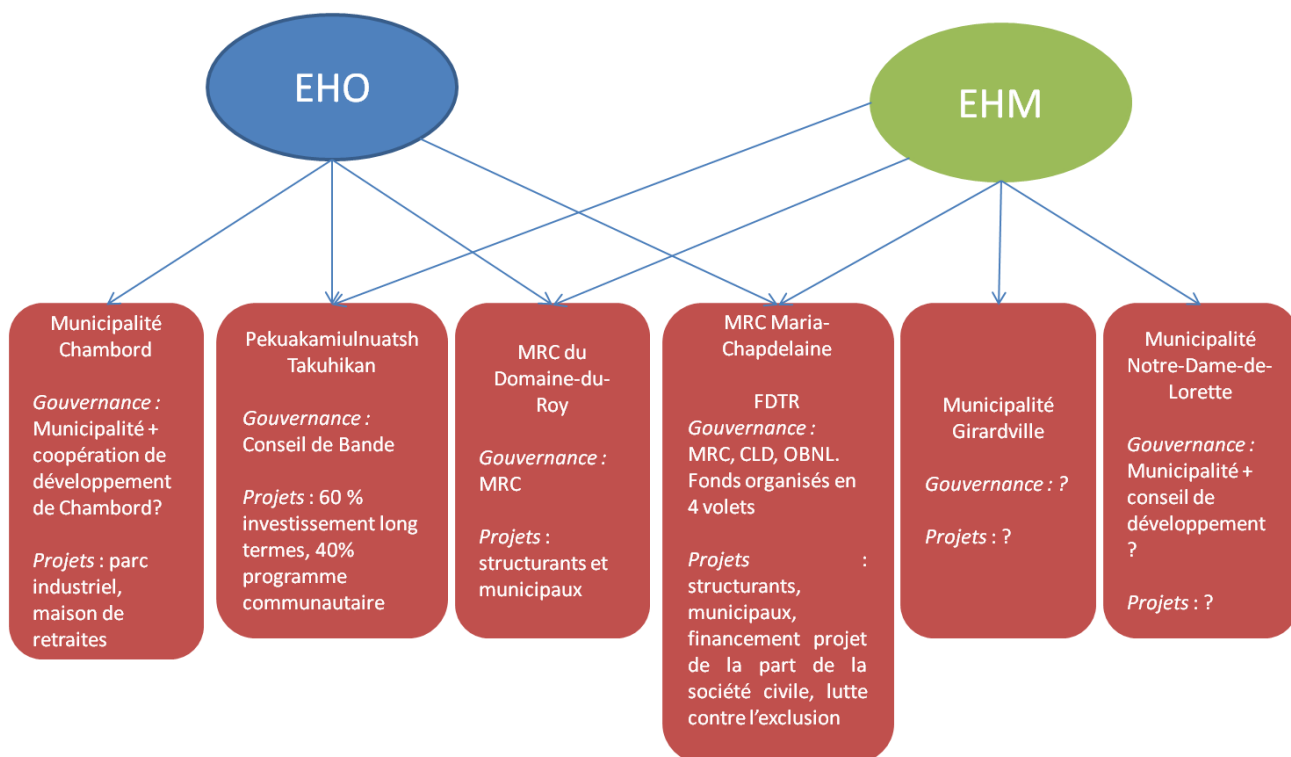 EHO
EHM
Municipalité
Chambord
Gouvernance :
Municipalité +
coopération de
développement
de Chambord?
Projets : parc
industriel,
maison de
retraites
Pekuakamiulnuatsh
Takuhikan
Gouvernance :
Conseil de Bande
Projets : 60 %
investissement long
termes, 40%
programme
communautaire
MRC du
Domaine-du-
Roy
Gouvernance :
MRC
Projets :
structurants et
municipaux
MRC Maria-
Chapdelaine
FDTR
Gouvernance :
MRC, CLD, OBNL.
Fonds organisés en
4 volets
Projets :
structurants,
municipaux,
financement projet
de la part de la
société civile, lutte
contre l'exclusion
Municipalité
Girardville
Gouvernance : ?
Projets : ?
Municipalité
Notre-Dame-de-
Lorette
Gouvernance :
Municipalité +
conseil de
développement
?
Projets : ?